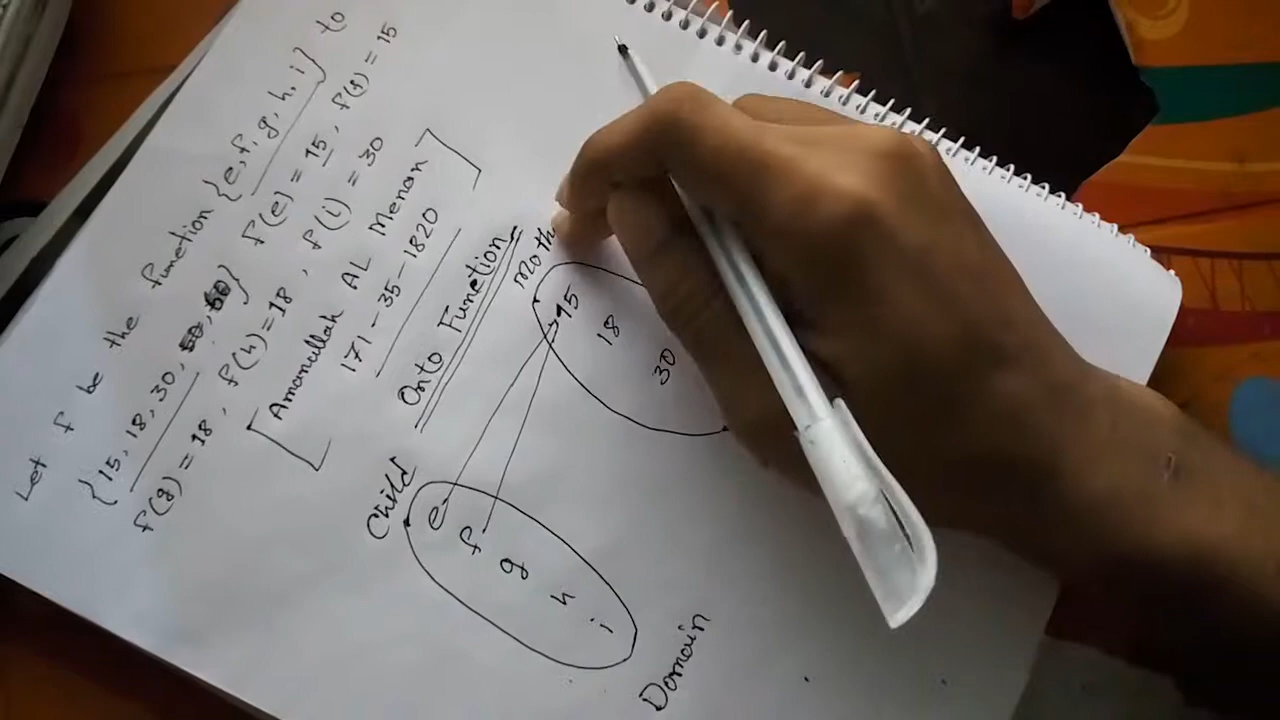 Let f be the function {e, f, g, h, i} to
{15, 18, 30, 50, 60} f(e) = 15, f(f) = 15
f(g) = 18, f(h) = 18, f(i) = 30
[Amanullah AL Menon]
171-35-1820
Onto Function
Child
15
18
30
e
f
g
h
i
Domain